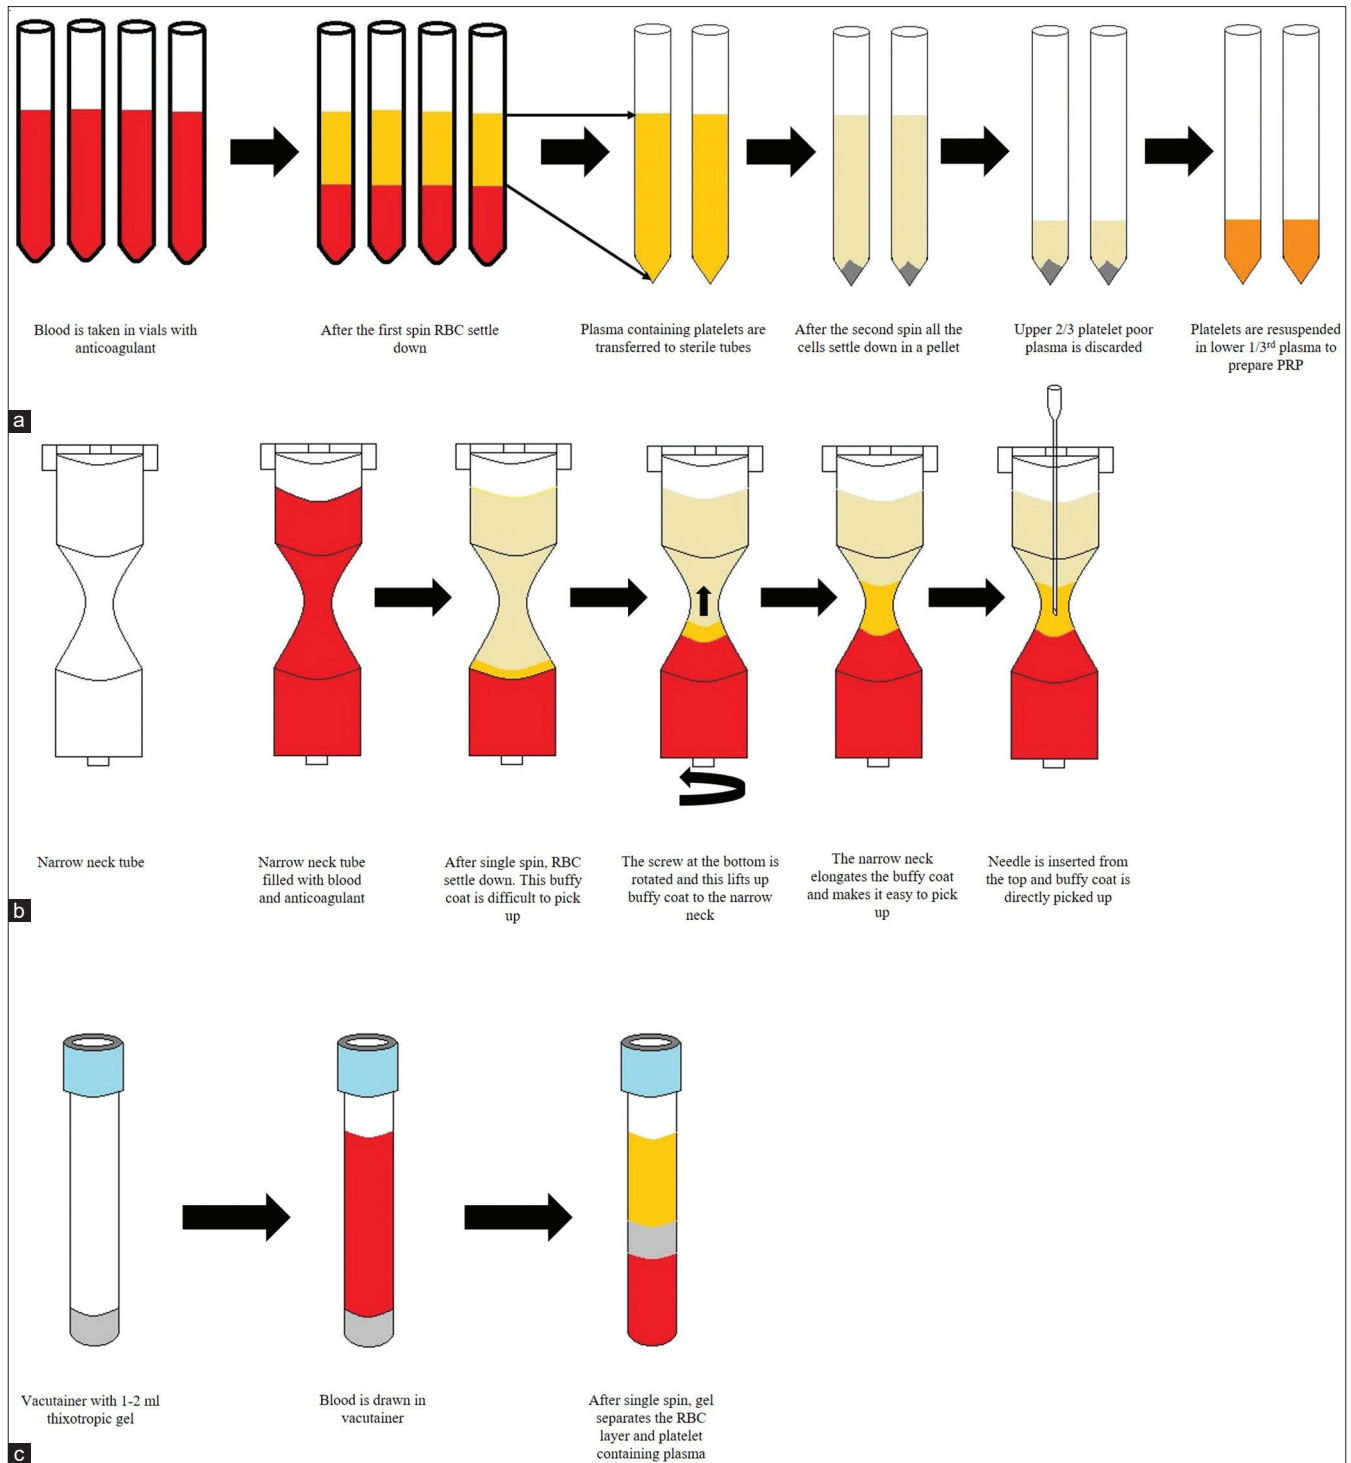 Blood is taken in vials with
anticoagulant
After the first spin RBC settle
down
Plasma containing platelets are
transferred to sterile tubes
After the second spin all the
cells settle down in a pellet
Upper 2/3 platelet poor
plasma is discarded
Platelets are resuspended
in lower 1/3rd plasma to
prepare PRP
a
Narrow neck tube
Narrow neck tube
filled with blood
and anticoagulant
After single spin, RBC
settle down. This buffy
coat is difficult to pick
up
The screw at the bottom is
rotated and this lifts up
buffy coat to the narrow
neck
The narrow neck
elongates the buffy coat
and makes it easy to pick
up
Needle is inserted from
the top and buffy coat is
directly picked up
b
Vacutainer with 1-2 ml
thixotropic gel
Blood is drawn in
vacutainer
After single spin, gel
separates the RBC
layer and platelet
containing plasma
c